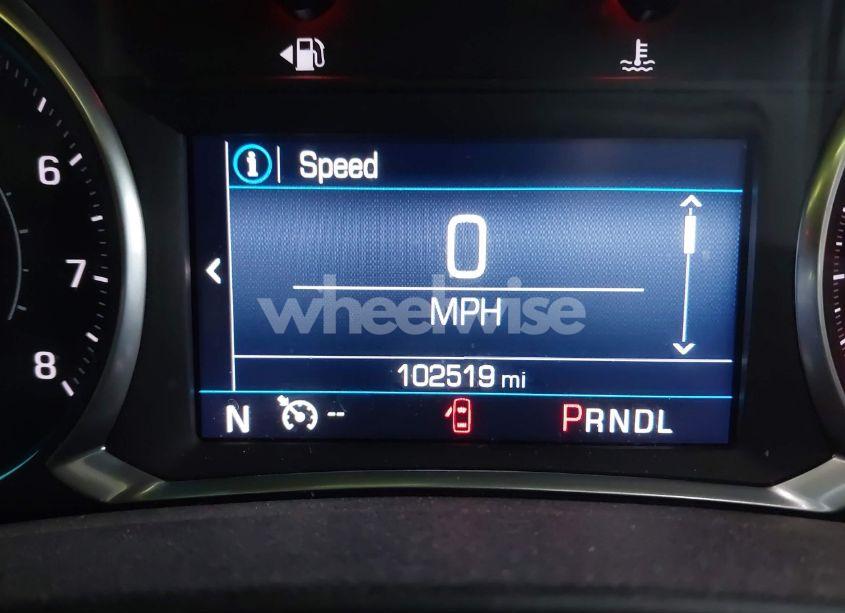 6
7
8
i | Speed
0
MPH
wheelwise
102519 mi
N -- PRNDL